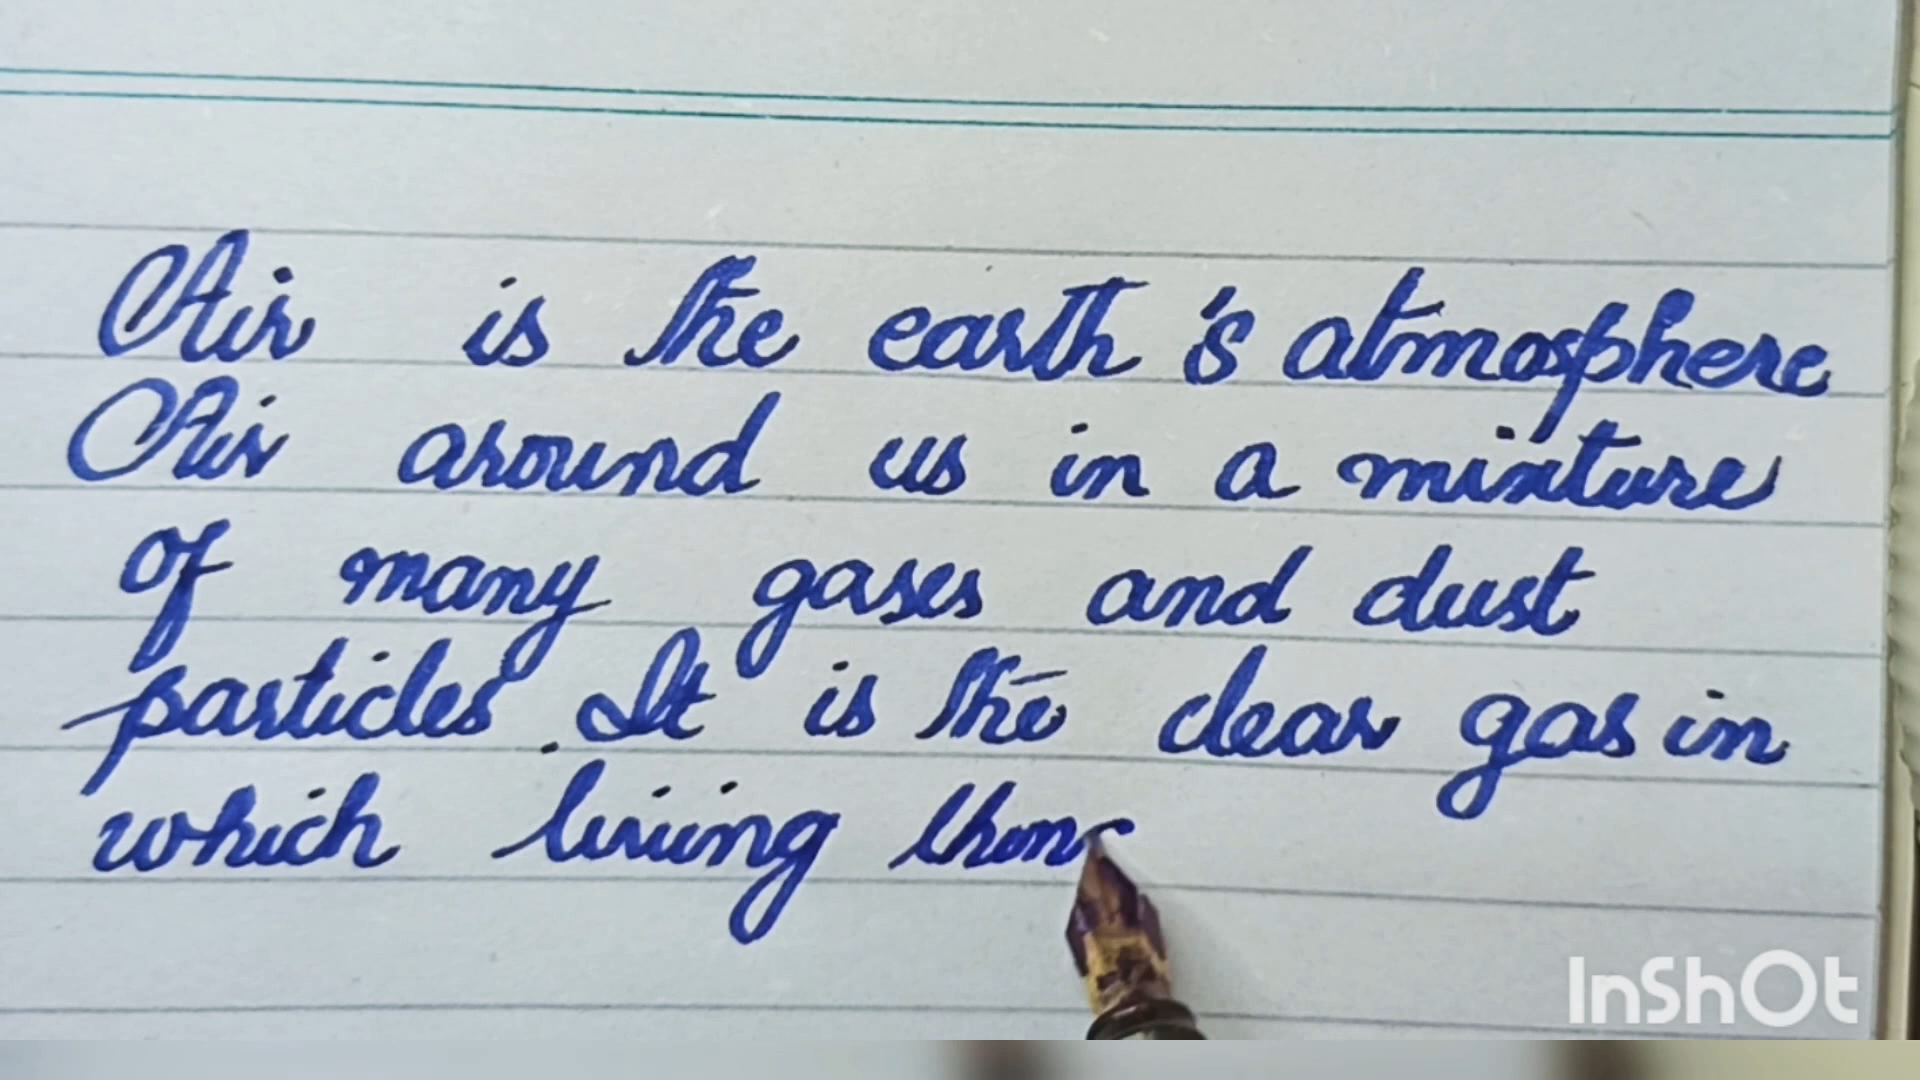 Air is the earth's atmosphere
Air around us in a mixture
of many gases and dust
particles. It is the clear gas in
which living
InShOt